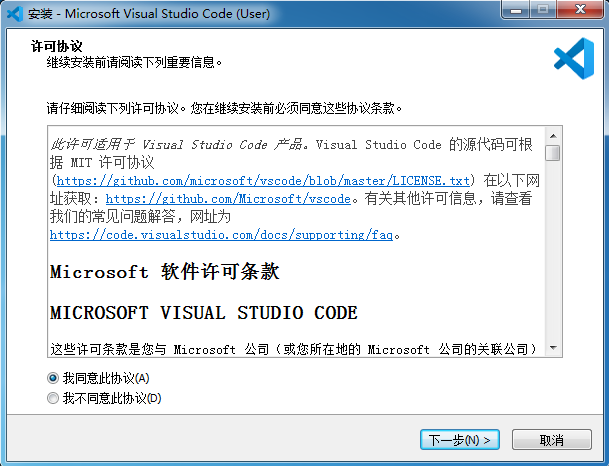 安装 - Microsoft Visual Studio Code (User)
许可协议
继续安装前请阅读下列重要信息。
请仔细阅读下列许可协议。您在继续安装前必须同意这些协议条款。
此许可适用于 Visual Studio Code 产品。Visual Studio Code 的源代码可根
据 MIT 许可协议
(https://github.com/microsoft/vscode/blob/master/LICENSE.txt) 在以下网
址获取：https://github.com/Microsoft/vscode。有关其他许可信息，请查看
我们的常见问题解答，网址为
https://code.visualstudio.com/docs/supporting/faq。
Microsoft 软件许可条款
MICROSOFT VISUAL STUDIO CODE
这些许可条款是您与 Microsoft 公司（或您所在地的 Microsoft 公司的关联公司）
我同意此协议(A)
我不同意此协议(D)
下一步(N) >
取消